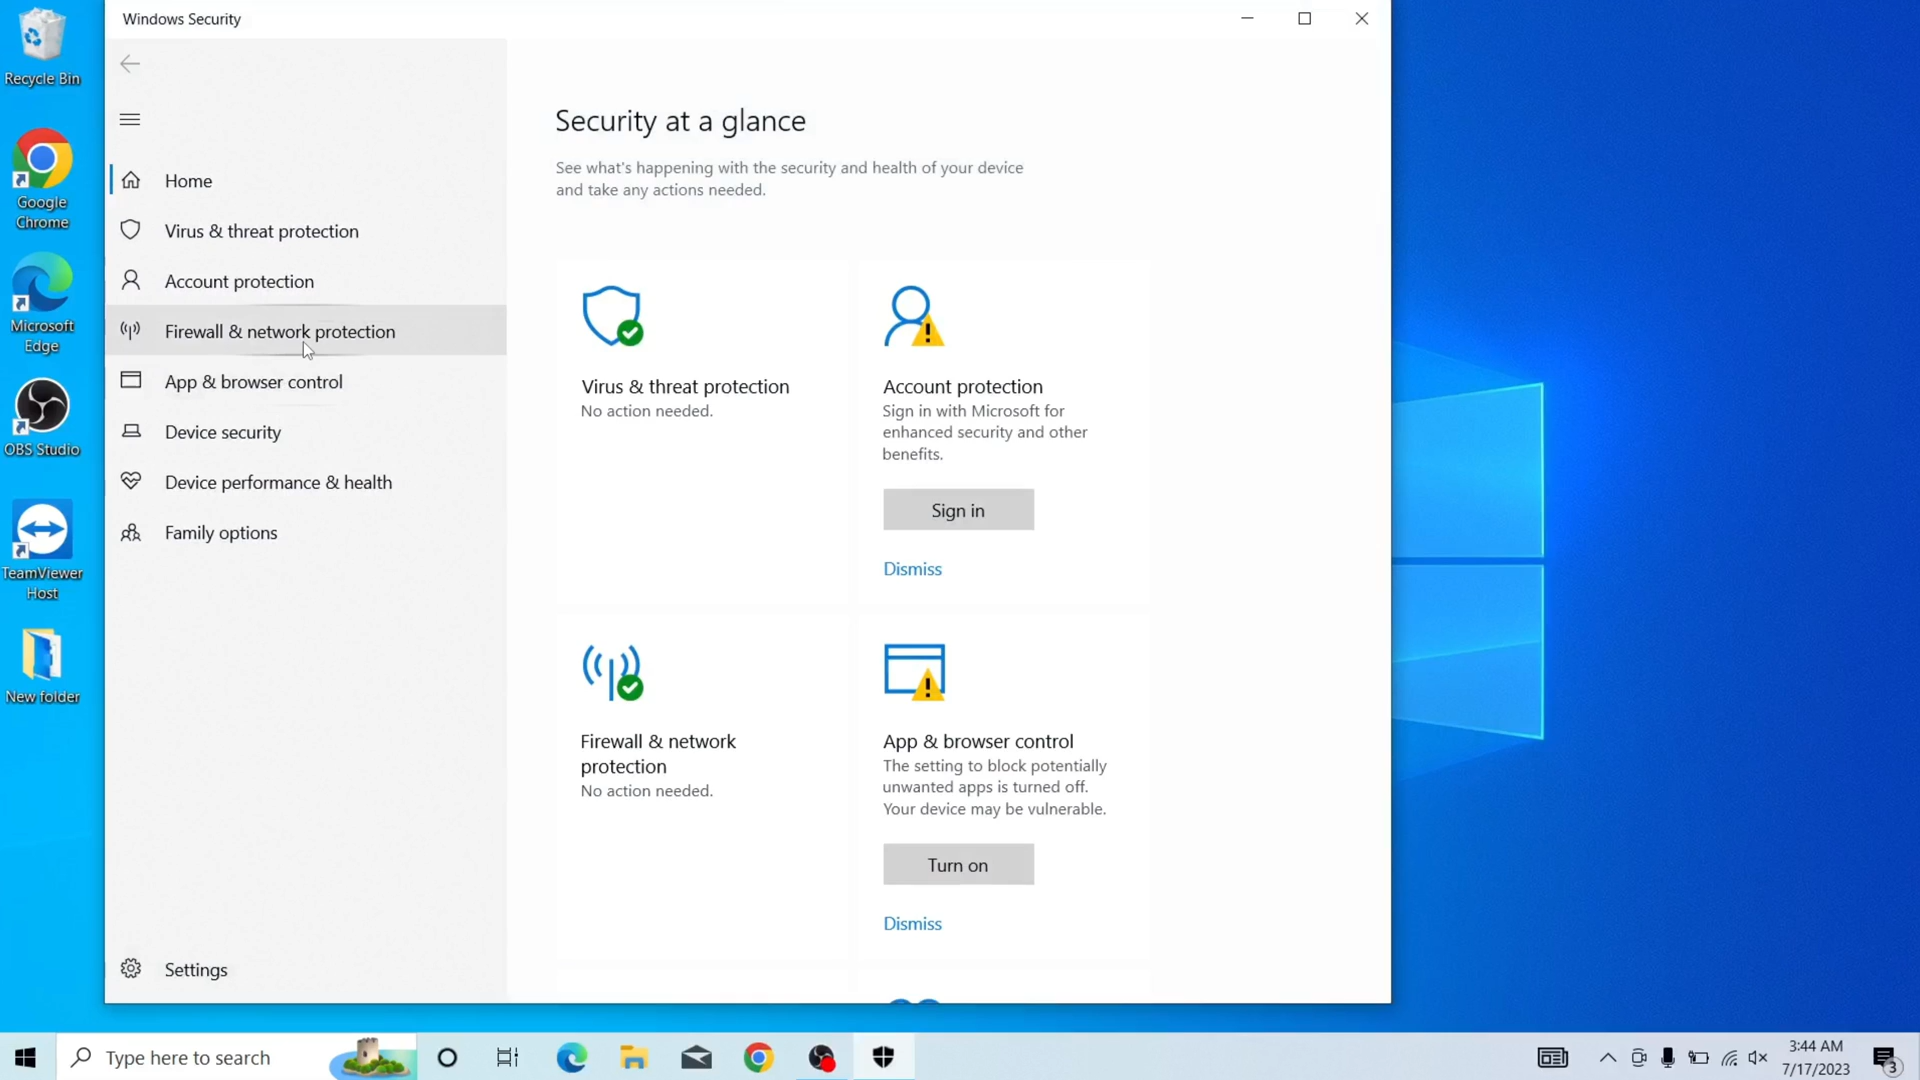 Windows Security
Recycle Bin
Google
Chrome
Microsoft
Edge
OBS Studio
TeamViewer
Host
New folder
Home
Virus & threat protection
Account protection
Firewall & network protection
App & browser control
Device security
Device performance & health
Family options
Settings
Security at a glance
See what's happening with the security and health of your device
and take any actions needed.
Virus & threat protection
No action needed.
Account protection
Sign in with Microsoft for
enhanced security and other
benefits.
Sign in
Dismiss
Firewall & network
protection
No action needed.
App & browser control
The setting to block potentially
unwanted apps is turned off.
Your device may be vulnerable.
Turn on
Dismiss
Type here to search
3:44 AM
7/17/2023
3